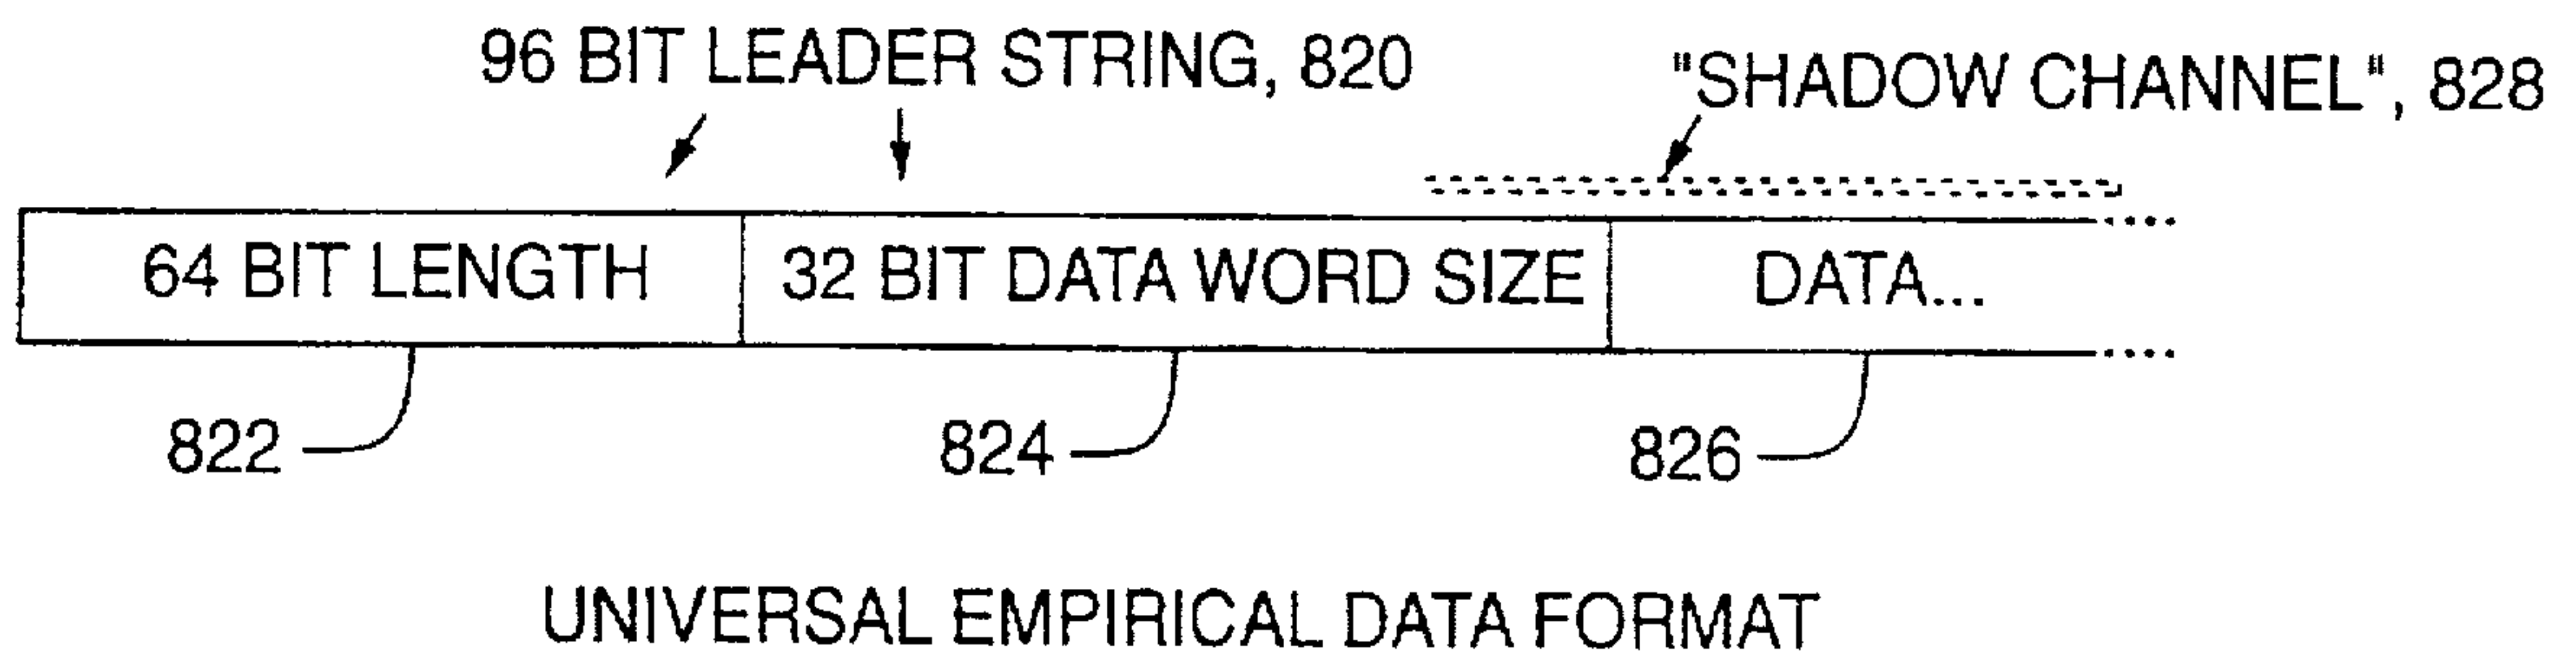 96 BIT LEADER STRING, 820
"SHADOW CHANNEL", 828
64 BIT LENGTH
32 BIT DATA WORD SIZE
DATA...
822
824
826
UNIVERSAL EMPIRICAL DATA FORMAT